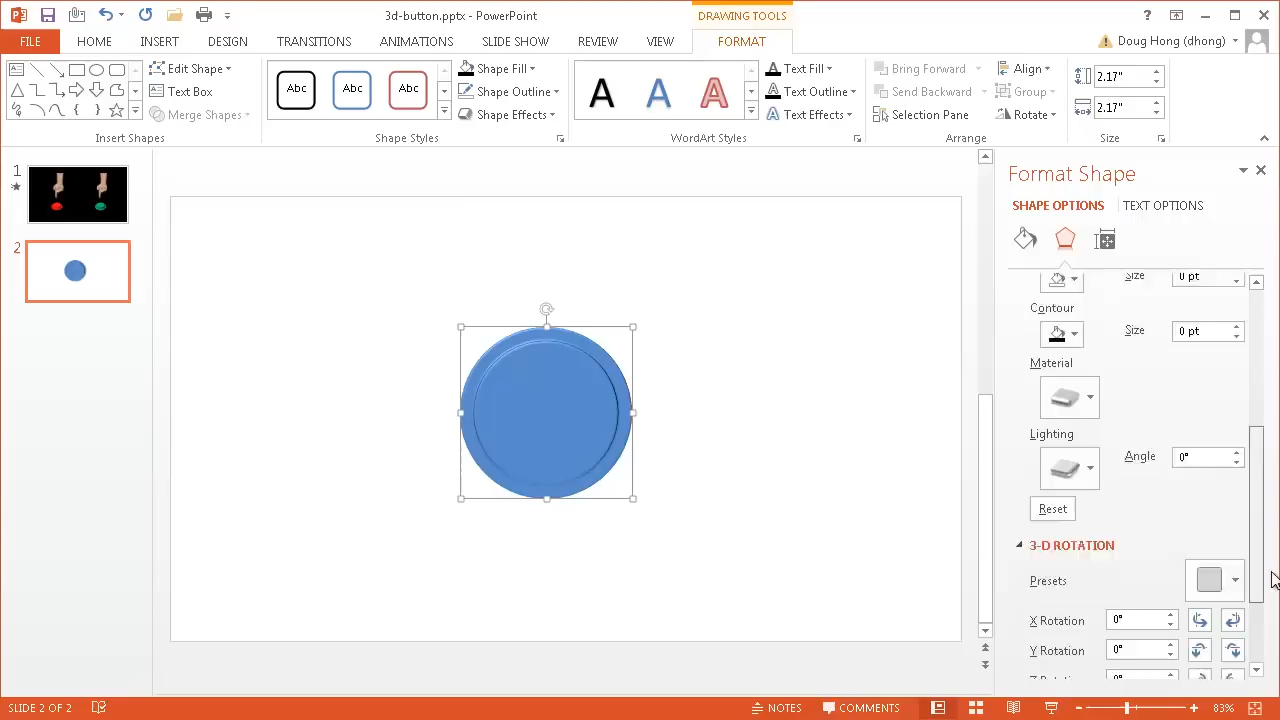 3d-button.pptx - PowerPoint
DRAWING TOOLS
?
FILE HOME INSERT DESIGN TRANSITIONS ANIMATIONS SLIDE SHOW REVIEW VIEW FORMAT Doug Hong (dhong)
Edit Shape Text Box Merge Shapes
Insert Shapes
Abc Abc Abc
Shape Fill
Shape Outline
Shape Effects
Shape Styles
A A A
A Text Fill
A Text Outline
A Text Effects
WordArt Styles
Bring Forward
Send Backward
Selection Pane
Align
Group
Rotate
Arrange
2.17"
2.17"
Size
1
2
Format Shape
SHAPE OPTIONS TEXT OPTIONS
Size 0 pt
Contour
Size 0 pt
Material
Lighting
Angle 0°
Reset
3-D ROTATION
Presets
X Rotation 0°
Y Rotation 0°
SLIDE 2 OF 2 NOTES COMMENTS 83%